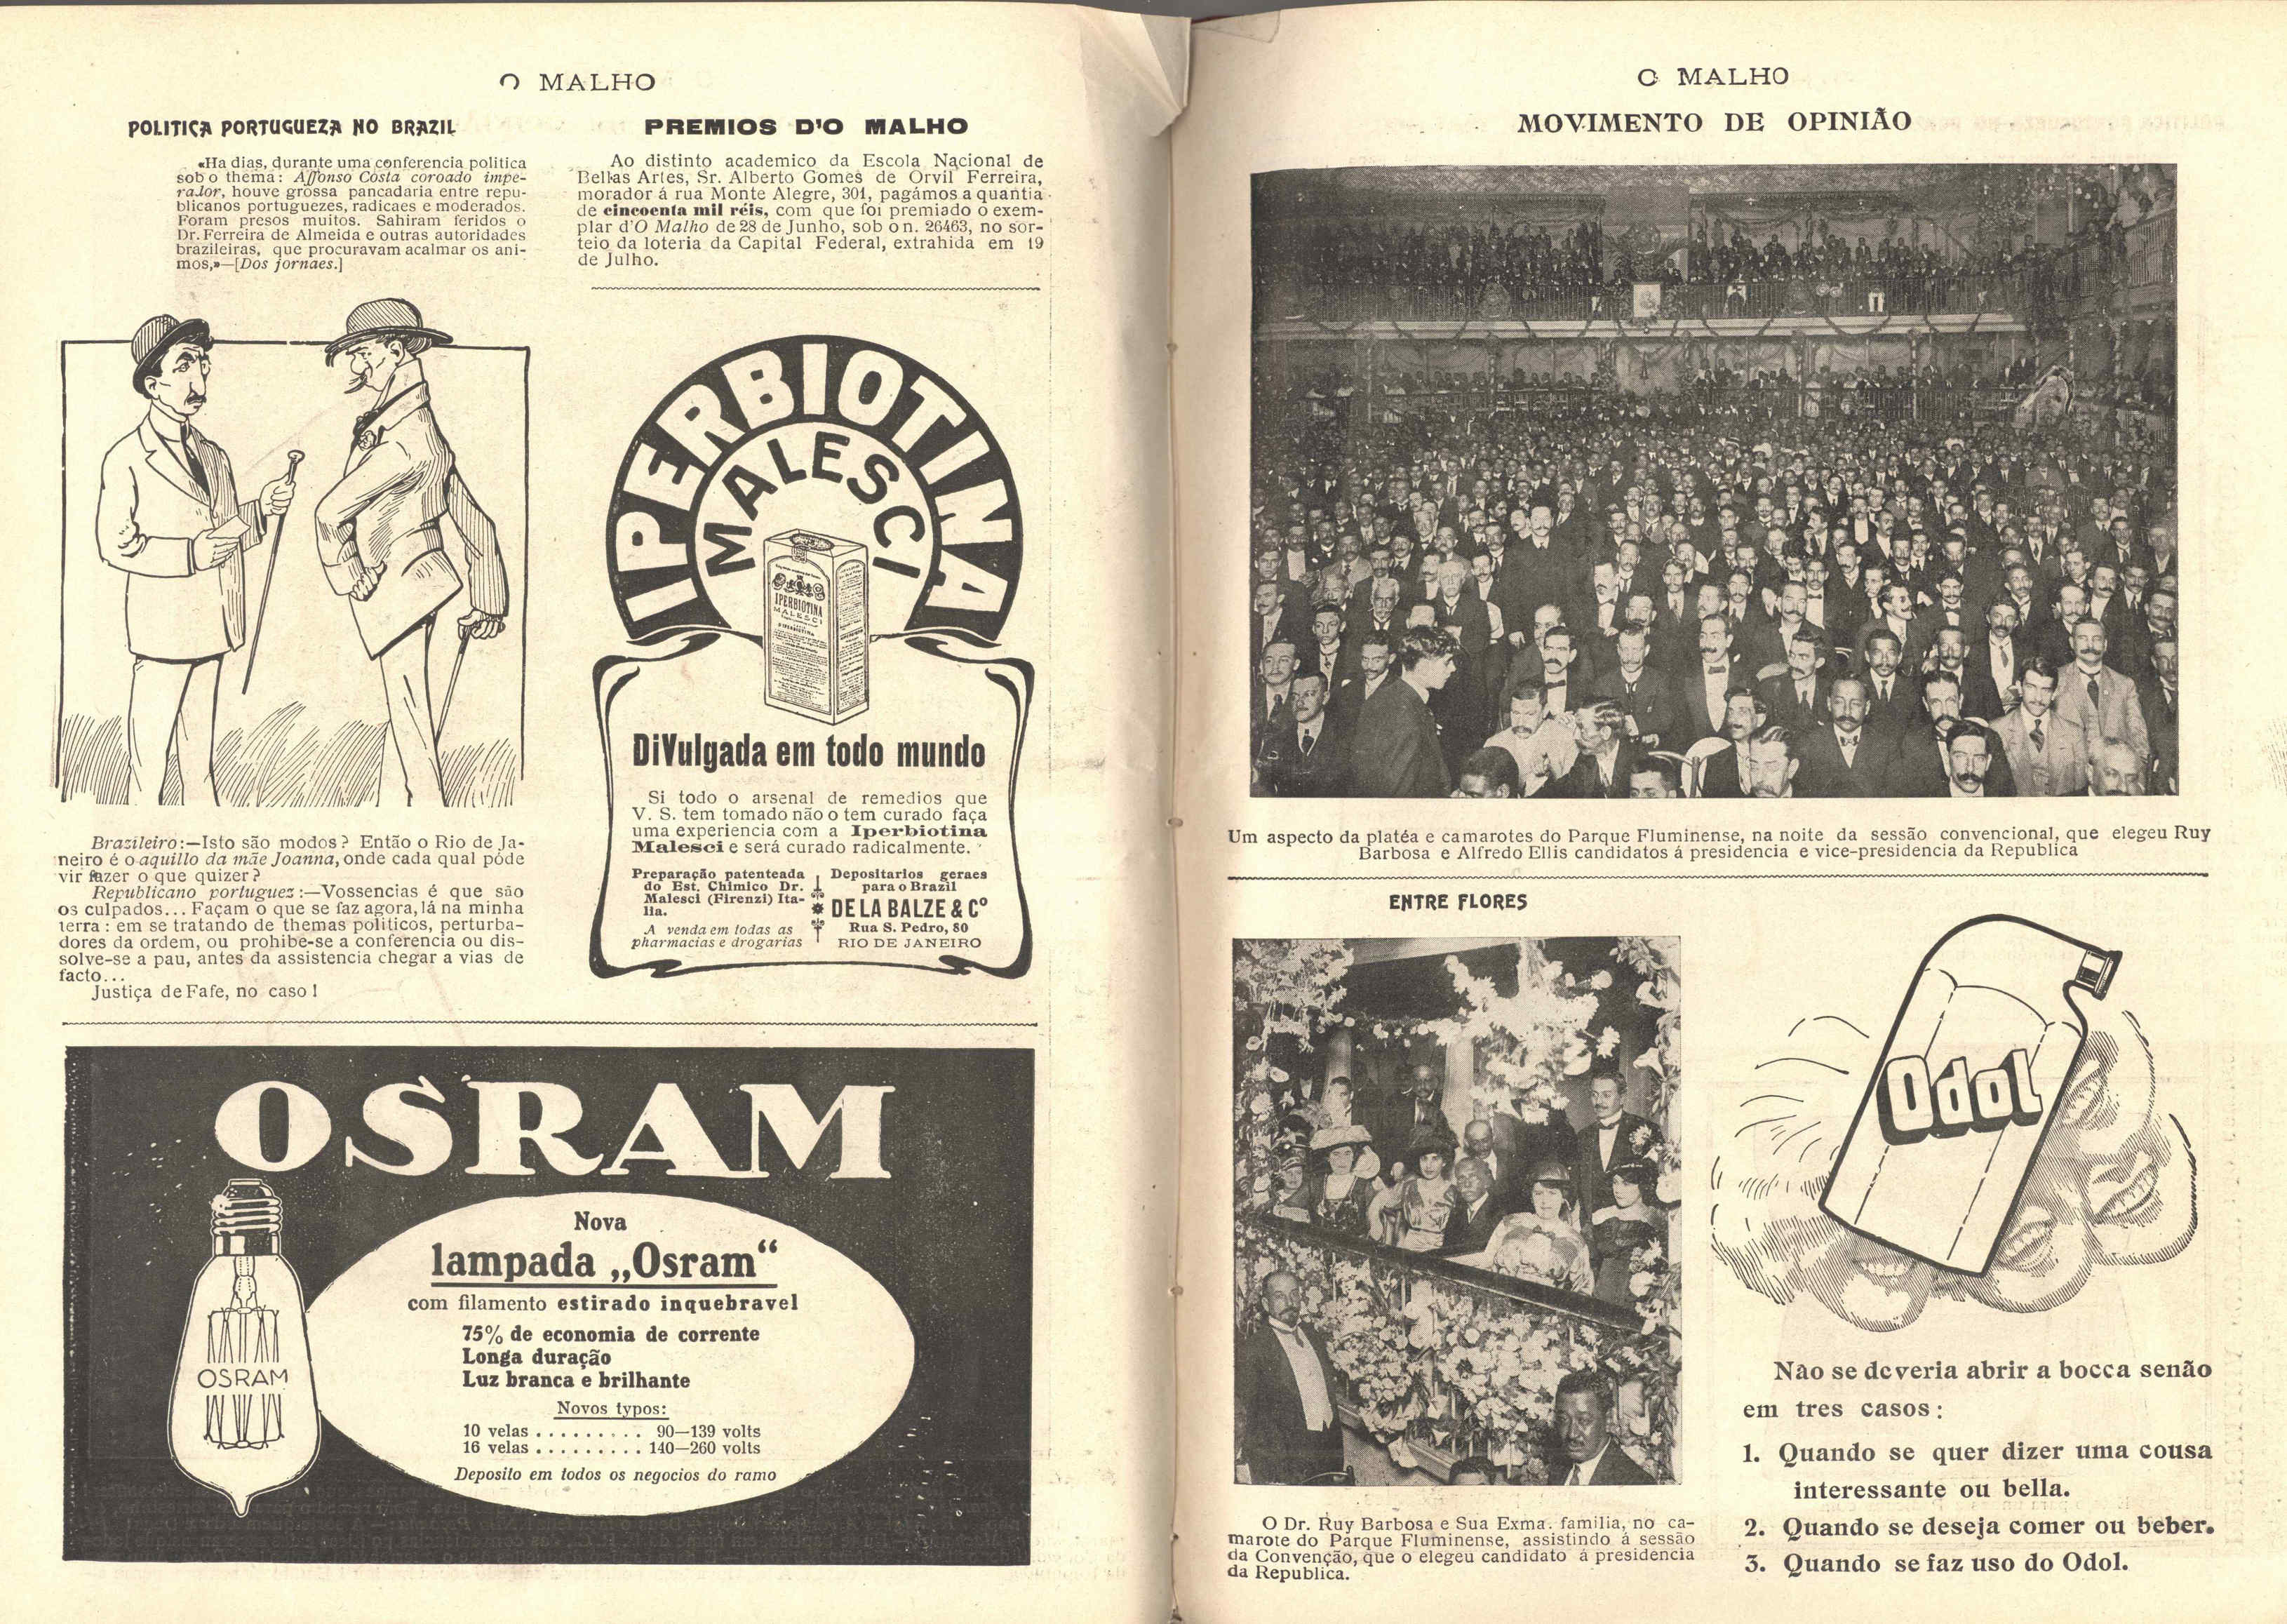 O MALHO
POLITICA PORTUGUEZA NO BRAZIL
«Ha dias, durante uma conferencia politica
sob o thema: Affonso Costa coroado impe-
rador, houve grossa pancadaria entre repu-
blicanos portuguezes, radicaes e moderados.
Foram presos muitos. Sahiram feridos o
Dr. Ferreira de Almeida e outras autoridades
brazileiras, que procuravam acalmar os ani-
mos,»—[Dos jornaes.]
Brazileiro:—Isto são modos? Então o Rio de Ja-
neiro é o aquillo da mãe Joanna, onde cada qual póde
vir fazer o que quizer?
Republicano portuguez:—Vossencias é que são
os culpados... Façam o que se faz agora, lá na minha
terra: em se tratando de themas politicos, perturba-
dores da ordem, ou prohibe-se a conferencia ou dis-
solve-se a pau, antes da assistencia chegar a vias de
facto...
Justiça de Fafe, no caso!
PREMIOS D'O MALHO
Ao distinto academico da Escola Nacional de
Bellas Artes, Sr. Alberto Gomes de Orvil Ferreira,
morador á rua Monte Alegre, 301, pagámos a quantia
de cincoenta mil réis, com que foi premiado o exem-
plar d'O Malho de 28 de Junho, sob o n. 26463, no sor-
teio da loteria da Capital Federal, extrahida em 19
de Julho.
IPERBIOTINA
MALESCI
IPERBIOTINA
MALESCI
DiVulgada em todo mundo
Si todo o arsenal de remedios que
V. S. tem tomado não o tem curado faça
uma experiencia com a Iperbiotina
Malesci e será curado radicalmente.
Preparação patenteada
do Est. Chimico Dr.
Malesci (Firenzi) Ita-
lia.
A venda em todas as
pharmacias e drogarias
Depositarios geraes
para o Brazil
DE LA BALZE & Cº
Rua S. Pedro, 80
RIO DE JANEIRO
OSRAM
OSRAM
Nova
lampada „Osram“
com filamento estirado inquebravel
75% de economia de corrente
Longa duração
Luz branca e brilhante
Novos typos:
10 velas . . . . . . . . . 90—139 volts
16 velas . . . . . . . . . 140—260 volts
Deposito em todos os negocios do ramo
O MALHO
MOVIMENTO DE OPINIÃO
Um aspecto da platéa e camarotes do Parque Fluminense, na noite da sessão convencional, que elegeu Ruy
Barbosa e Alfredo Ellis candidatos á presidencia e vice-presidencia da Republica
ENTRE FLORES
O Dr. Ruy Barbosa e Sua Exma. familia, no ca-
marote do Parque Fluminense, assistindo á sessão
da Convenção, que o elegeu candidato á presidencia
da Republica.
Odol
Não se deveria abrir a bocca senão
em tres casos:
1. Quando se quer dizer uma cousa
interessante ou bella.
2. Quando se deseja comer ou beber.
3. Quando se faz uso do Odol.